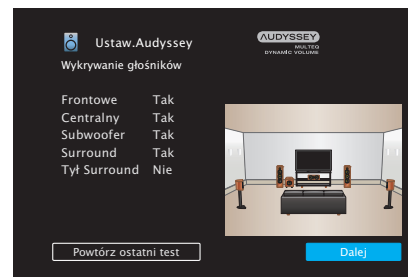 Ustaw.Audyssey
AUDYSSEY
MULTEQ
DYNAMIC VOLUME
Wykrywanie głośników
Frontowe Tak
Centralny Tak
Subwoofer Tak
Surround Tak
Tył Surround Nie
Powtórz ostatni test
Dalej